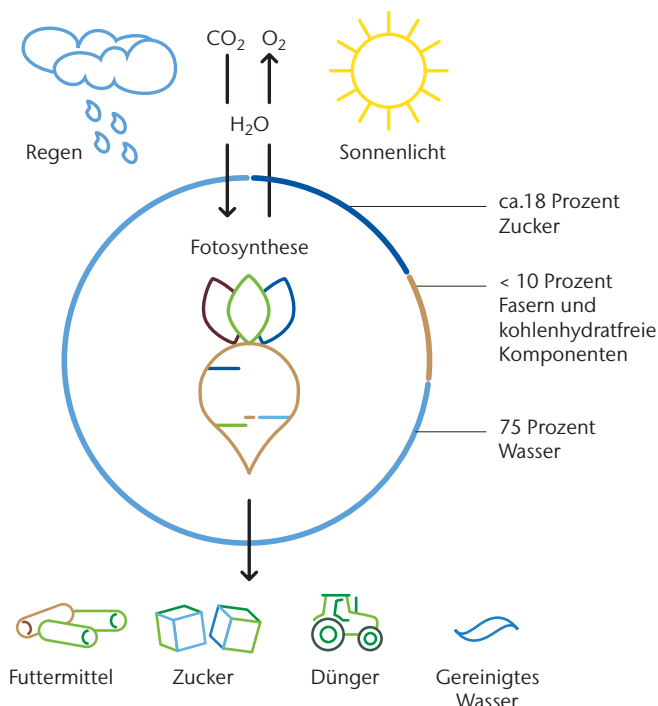 CO₂ O₂
H₂O
Regen
Sonnenlicht
Fotosynthese
ca.18 Prozent
Zucker
< 10 Prozent
Fasern und
kohlenhydratfreie
Komponenten
75 Prozent
Wasser
Futtermittel
Zucker
Dünger
Gereinigtes
Wasser